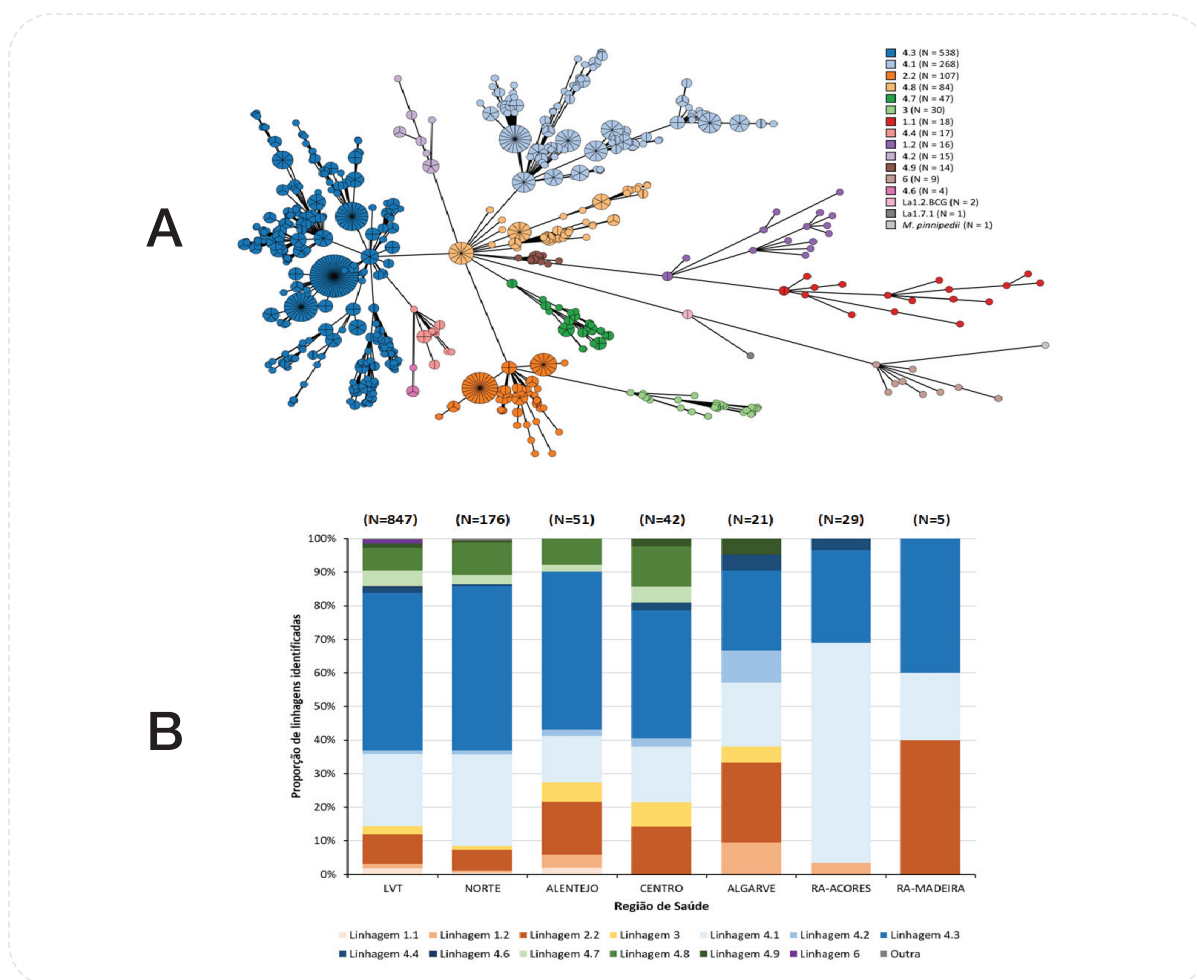 A
4.3 (N = 538)
4.1 (N = 268)
2.2 (N = 107)
4.8 (N = 84)
4.7 (N = 47)
3 (N = 30)
1.1 (N = 18)
4.4 (N = 17)
1.2 (N = 16)
4.2 (N = 15)
4.9 (N = 14)
6 (N = 9)
4.6 (N = 4)
La1.2.BCG (N = 2)
La1.7.1 (N = 1)
M. pinnipedii (N = 1)
B
(N=847) (N=176) (N=51) (N=42) (N=21) (N=29) (N=5)
Proporção de linhagens identificadas
100%
90%
80%
70%
60%
50%
40%
30%
20%
10%
0%
LVT NORTE ALENTEJO CENTRO ALGARVE RA-ACORES RA-MADEIRA
Região de Saúde
Linhagem 1.1 Linhagem 1.2 Linhagem 2.2 Linhagem 3 Linhagem 4.1 Linhagem 4.2 Linhagem 4.3
Linhagem 4.4 Linhagem 4.6 Linhagem 4.7 Linhagem 4.8 Linhagem 4.9 Linhagem 6 Outra